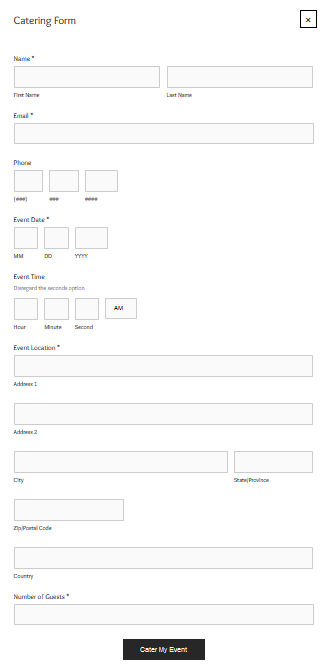 Catering Form ×
Name *
First Name Last Name
Email *
Phone
(###) ### ####
Event Date *
MM DD YYYY
Event Time
Disregard the seconds option
AM
Hour Minute Second
Event Location *
Address 1
Address 2
City State/Province
Zip/Postal Code
Country
Number of Guests *
Cater My Event